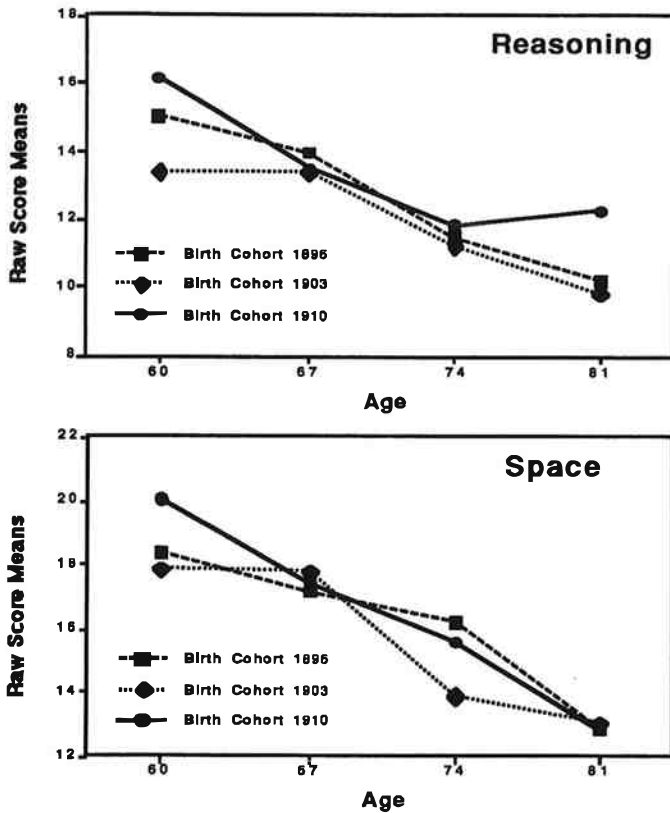 Reasoning
Raw Score Means
18
16
14
12
10
8
Birth Cohort 1896
Birth Cohort 1903
Birth Cohort 1910
60 67 74 81
Age
Space
Raw Score Means
22
20
18
16
14
12
Birth Cohort 1896
Birth Cohort 1903
Birth Cohort 1910
60 67 74 81
Age